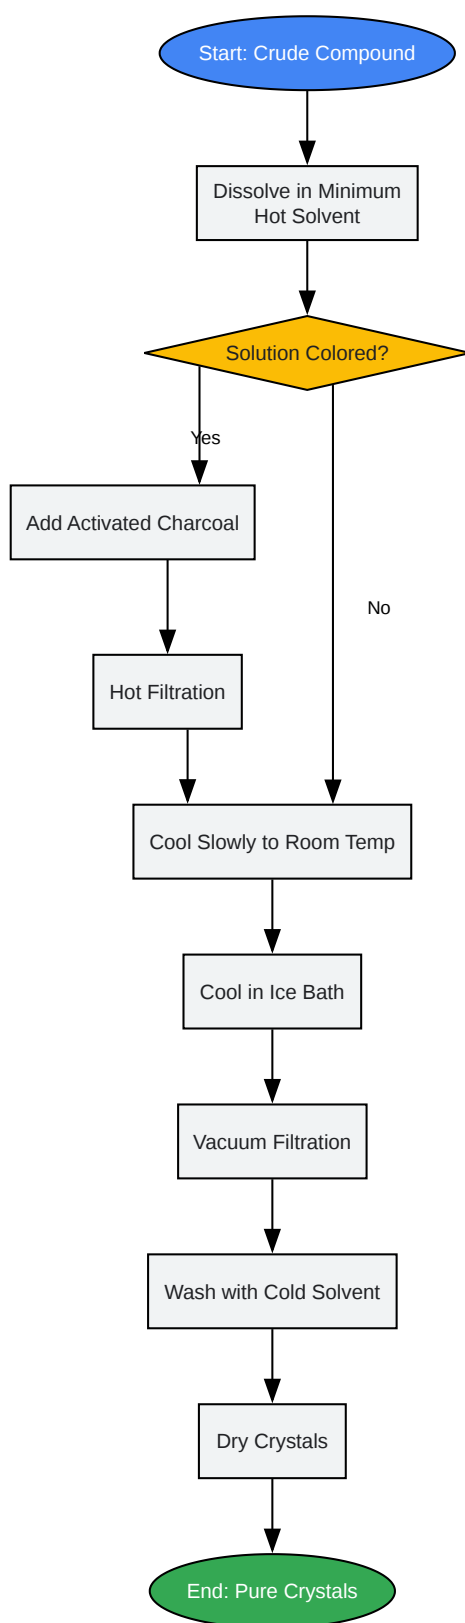 Start: Crude Compound
Dissolve in Minimum
Hot Solvent
Solution Colored?
Yes
Add Activated Charcoal
No
Hot Filtration
Cool Slowly to Room Temp
Cool in Ice Bath
Vacuum Filtration
Wash with Cold Solvent
Dry Crystals
End: Pure Crystals